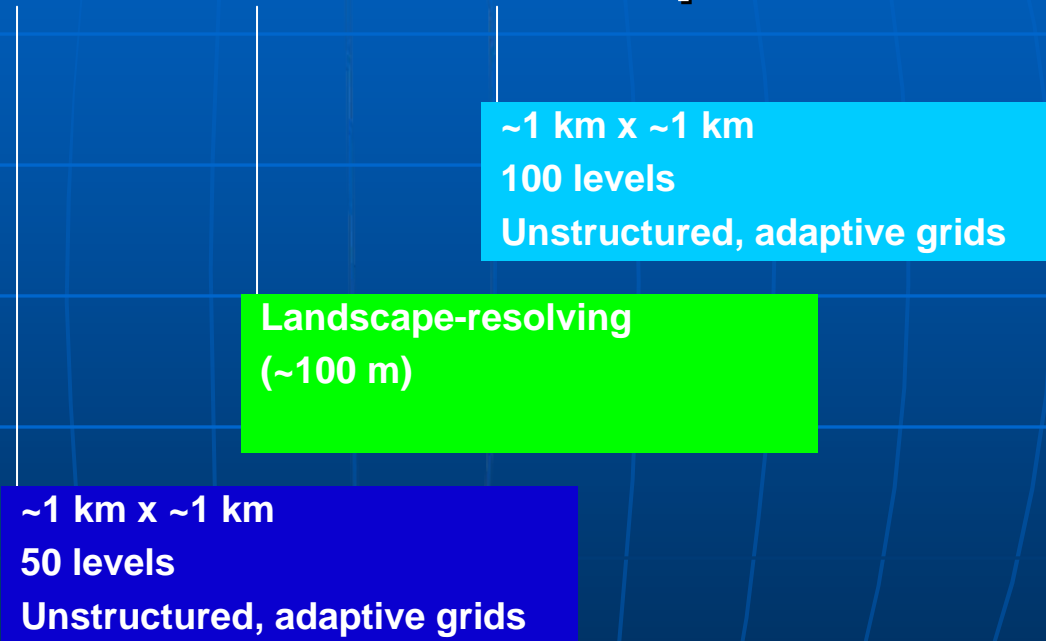 ~1 km x ~1 km
100 levels
Unstructured, adaptive grids
Landscape-resolving
(~100 m)
~1 km x ~1 km
50 levels
Unstructured, adaptive grids